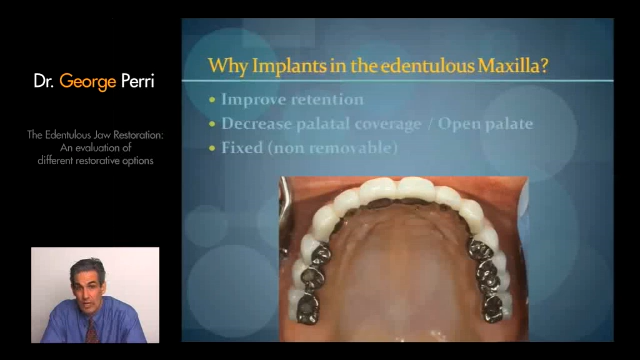 Dr. George Perri
The Edentulous Jaw Restoration:
An evaluation of
different restorative options
Why Implants in the edentulous Maxilla?
• Improve retention
• Decrease palatal coverage / Open palate
• Fixed (non removable)